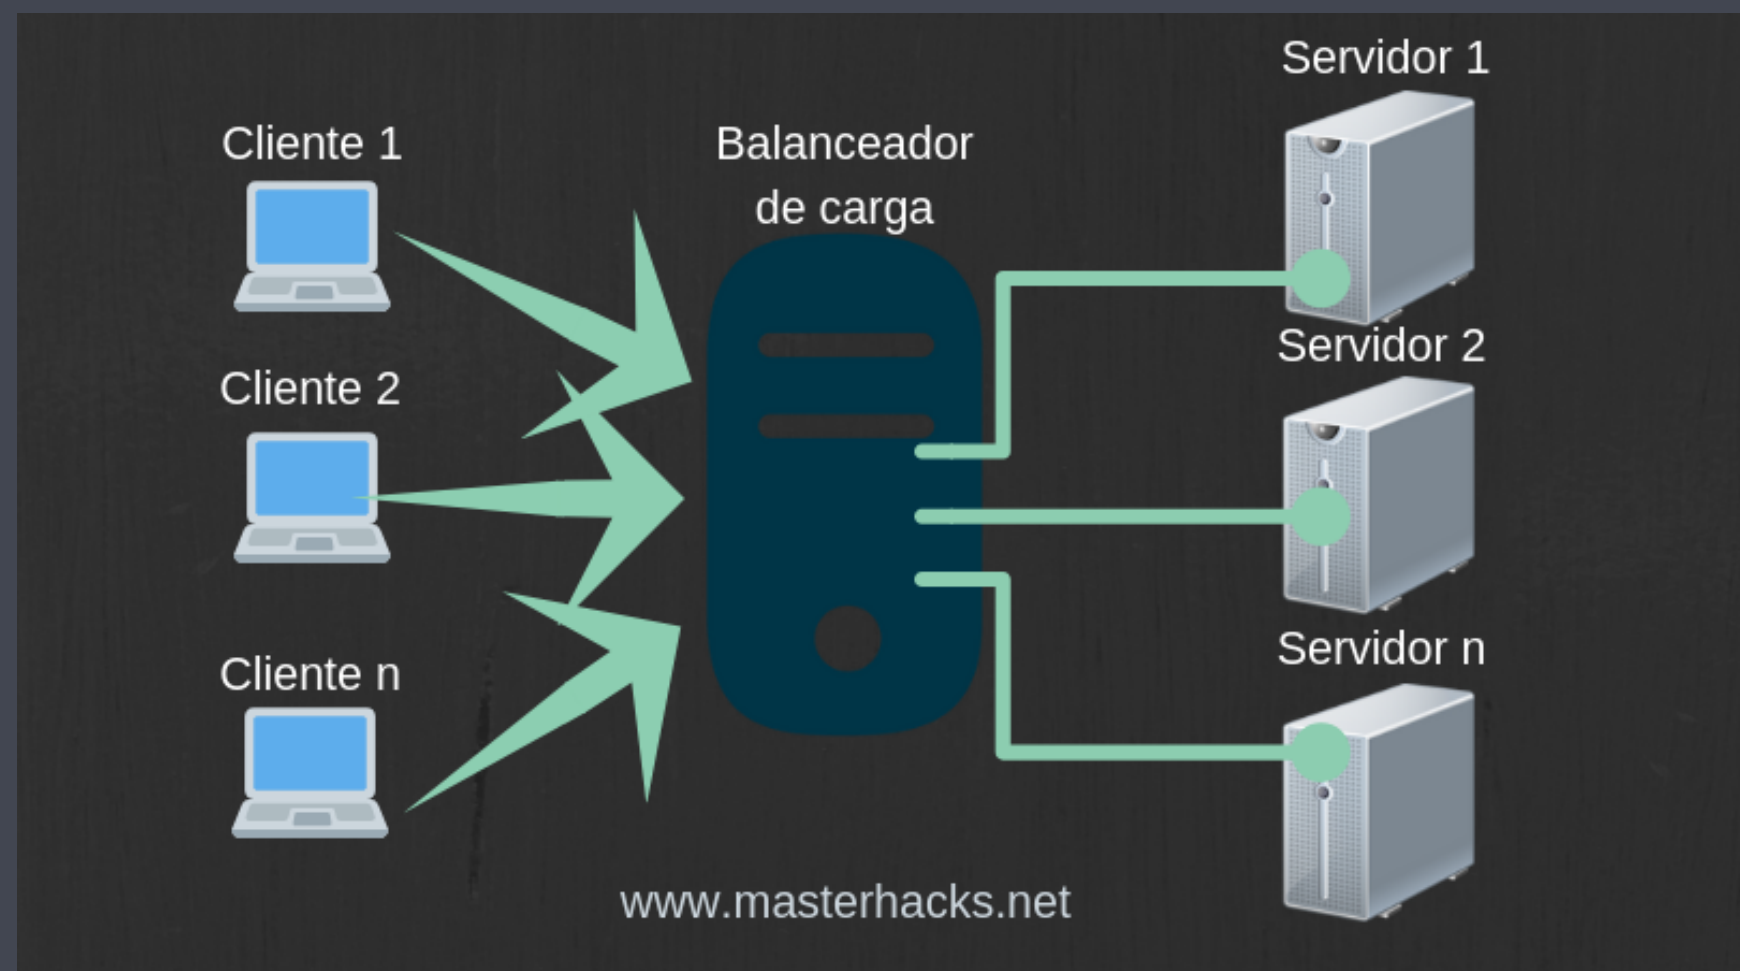 Servidor 1
Cliente 1
Balanceador
de carga
Servidor 2
Cliente 2
Servidor n
Cliente n
www.masterhacks.net